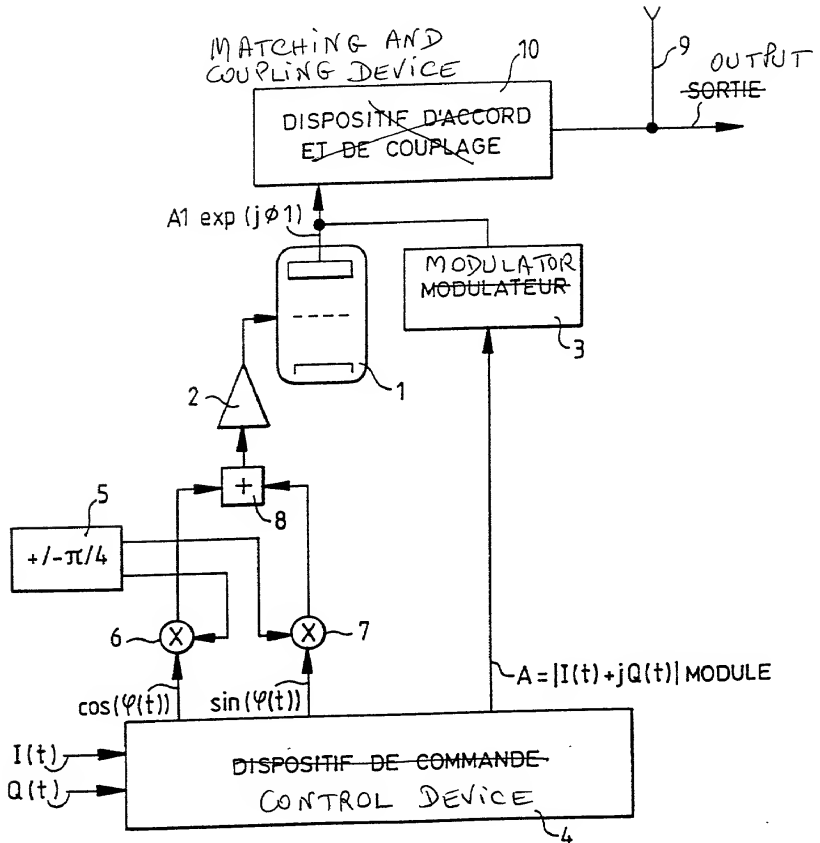 MATCHING AND
COUPLING DEVICE
10
9
OUTPUT
SORTIE
DISPOSITIF D'ACCORD
ET DE COUPLAGE
A1 exp (jφ1)
MODULATOR
MODULATEUR
3
1
2
+
8
5
+/-π/4
6
X
X
7
cos(φ(t))
sin(φ(t))
A = |I(t)+jQ(t)| MODULE
I(t)
Q(t)
DISPOSITIF DE COMMANDE
CONTROL DEVICE
4